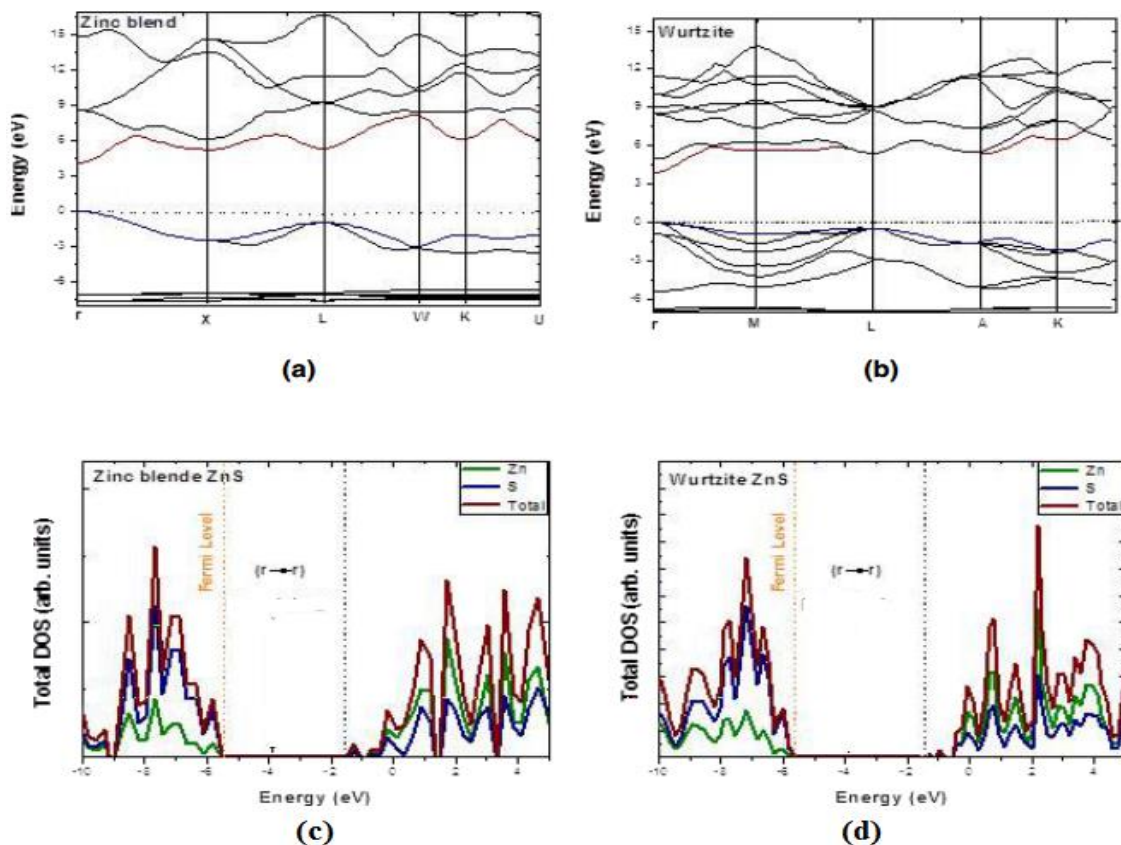 Zinc blend
Energy (eV)
15
12
9
6
3
0
-3
-6
r X L W K U
(a)
Wurtzite
Energy (eV)
15
12
9
6
3
0
-3
-6
r M L A K
(b)
Zinc blende ZnS
Zn
S
Total
Fermi Level
(r→r)
Total DOS (arb. units)
-10 -8 -6 -4 -2 0 2 4
Energy (eV)
(c)
Wurtzite ZnS
Zn
S
Total
Fermi Level
(r→r)
Total DOS (arb. units)
-10 -8 -6 -4 -2 0 2 4
Energy (eV)
(d)